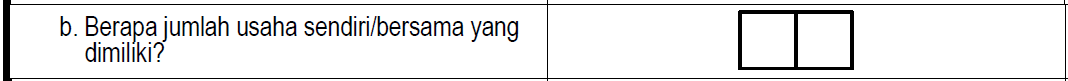 b. Berapa jumlah usaha sendiri/bersama yang
dimiliki?